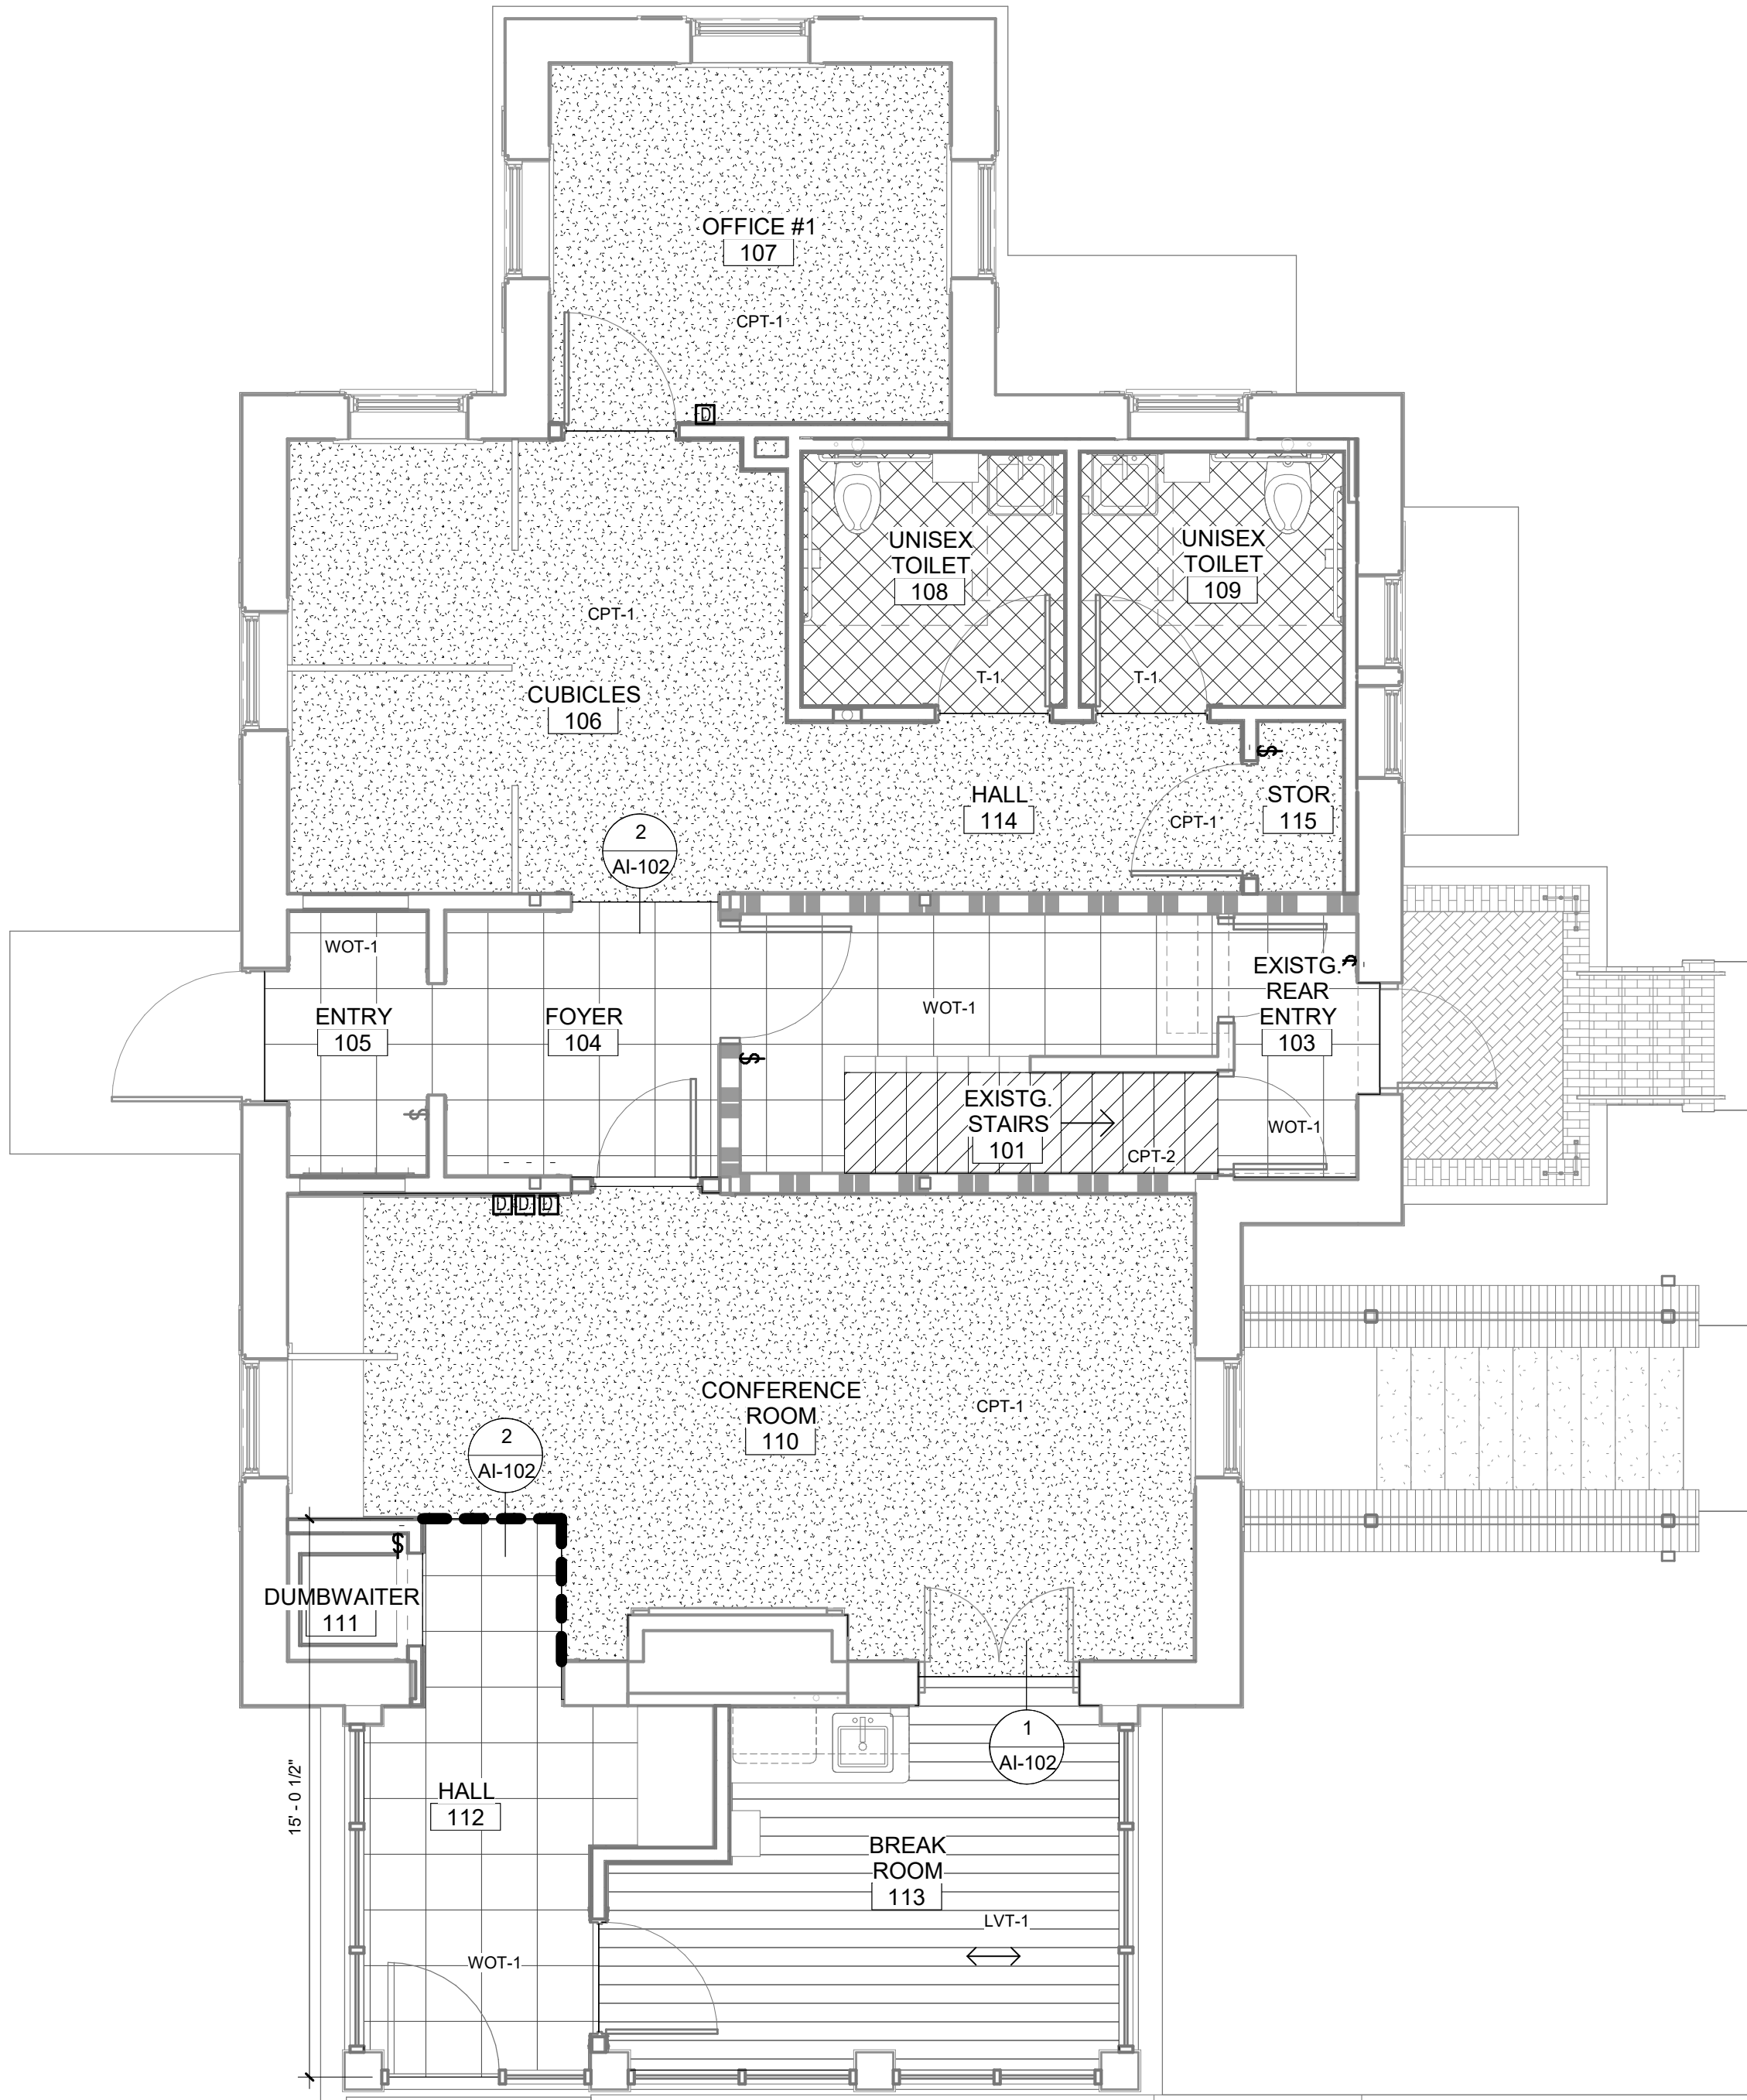 OFFICE #1
107
CPT-1
D
UNISEX
TOILET
108
UNISEX
TOILET
109
CPT-1
T-1
T-1
CUBICLES
106
$
HALL
114
CPT-1
STOR
115
2
AI-102
WOT-1
ENTRY
105
FOYER
104
WOT-1
$
EXISTG.
REAR
ENTRY
103
$
$
EXISTG.
STAIRS
101
CPT-2
WOT-1
D D D
CONFERENCE
ROOM
110
CPT-1
2
AI-102
$
DUMBWAITER
111
1
AI-102
15' - 0 1/2"
HALL
112
BREAK
ROOM
113
LVT-1
WOT-1